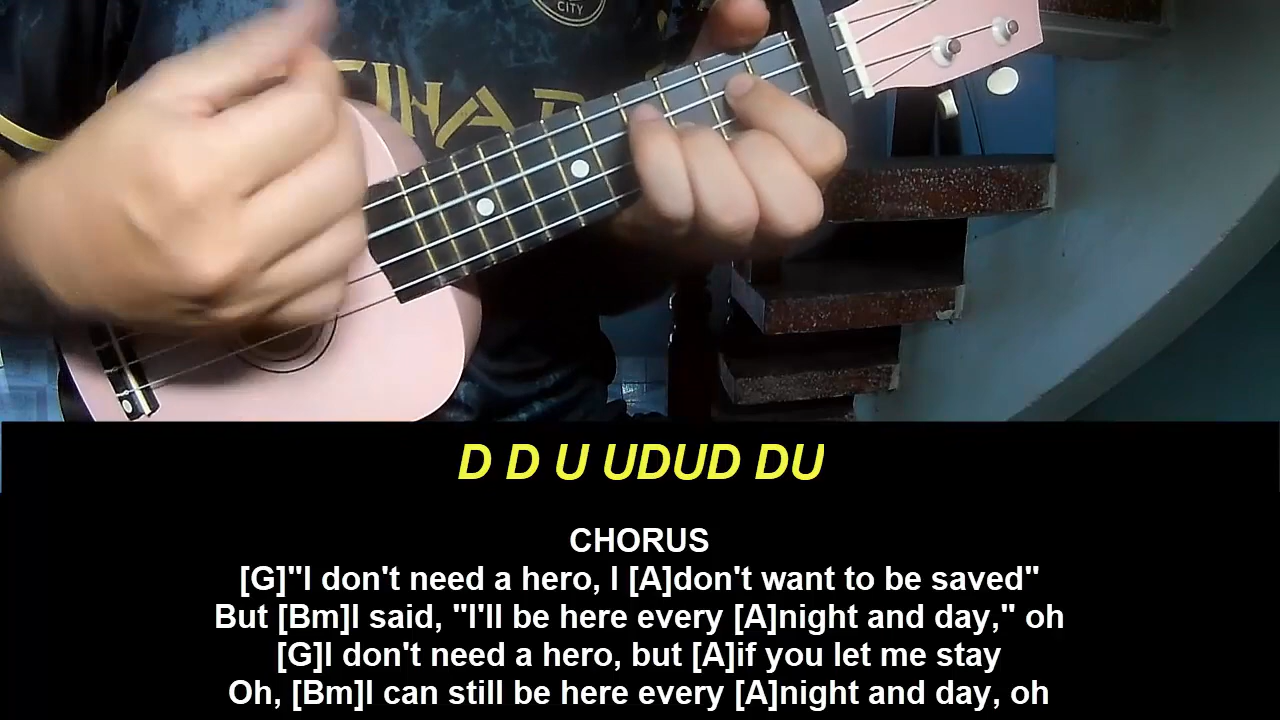 CITY
D D U UDUD DU
CHORUS
[G]"I don't need a hero, I [A]don't want to be saved"
But [Bm]I said, "I'll be here every [A]night and day," oh
[G]I don't need a hero, but [A]if you let me stay
Oh, [Bm]I can still be here every [A]night and day, oh